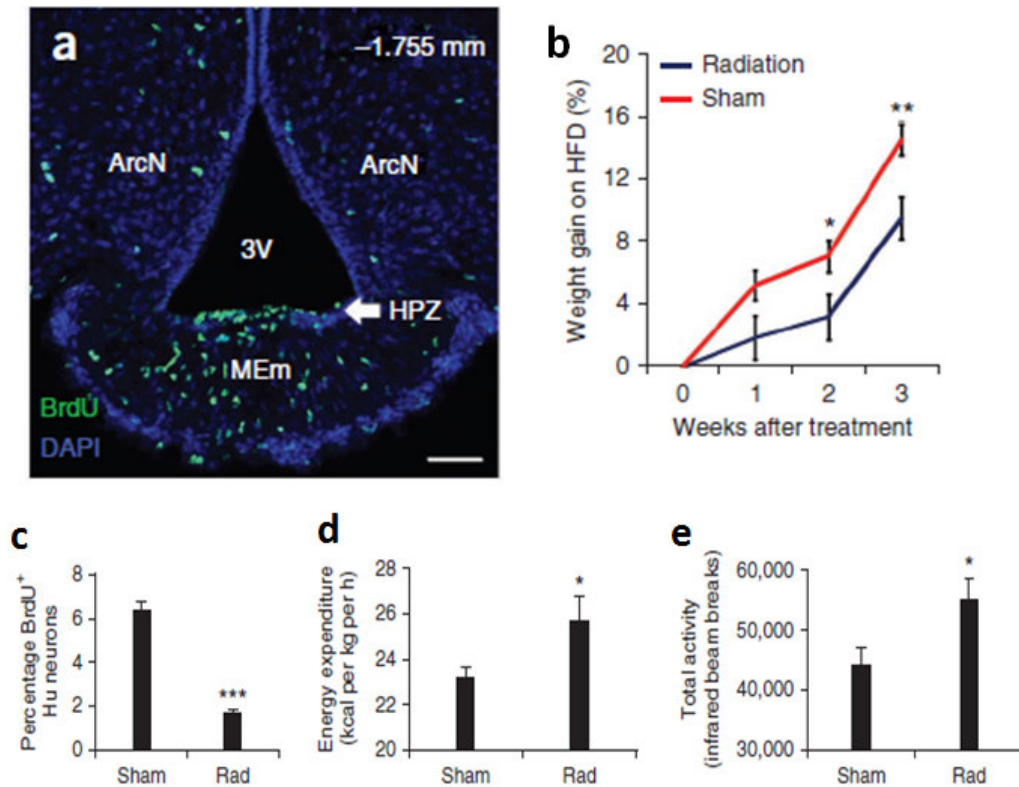 a
–1.755 mm
ArcN
ArcN
3V
HPZ
MEm
BrdU
DAPI
b
Weight gain on HFD (%)
20
16
12
8
4
0
Radiation
Sham
*
**
0 1 2 3
Weeks after treatment
c
Percentage BrdU+
Hu neurons
8
6
4
2
0
***
Sham Rad
d
Energy expenditure
(kcal per kg per h)
28
26
24
22
20
*
Sham Rad
e
Total activity
(infrared beam breaks)
60,000
50,000
40,000
30,000
*
Sham Rad